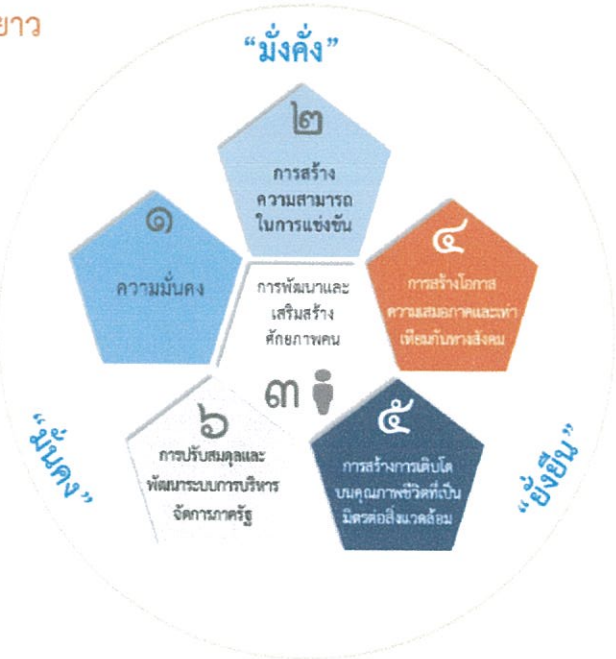 ยาว
“มั่งคั่ง”
๒
การสร้าง
ความสามารถ
ในการแข่งขัน
๑
ความมั่นคง
๔
การสร้างโอกาส
ความเสมอภาคและเท่า
เทียมกันทางสังคม
การพัฒนาและ
เสริมสร้าง
ศักยภาพคน
๓
๖
การปรับสมดุลและ
พัฒนาระบบการบริหาร
จัดการภาครัฐ
๕
การสร้างการเติบโต
บนคุณภาพชีวิตที่เป็น
มิตรต่อสิ่งแวดล้อม
“มั่นคง”
“ยั่งยืน”